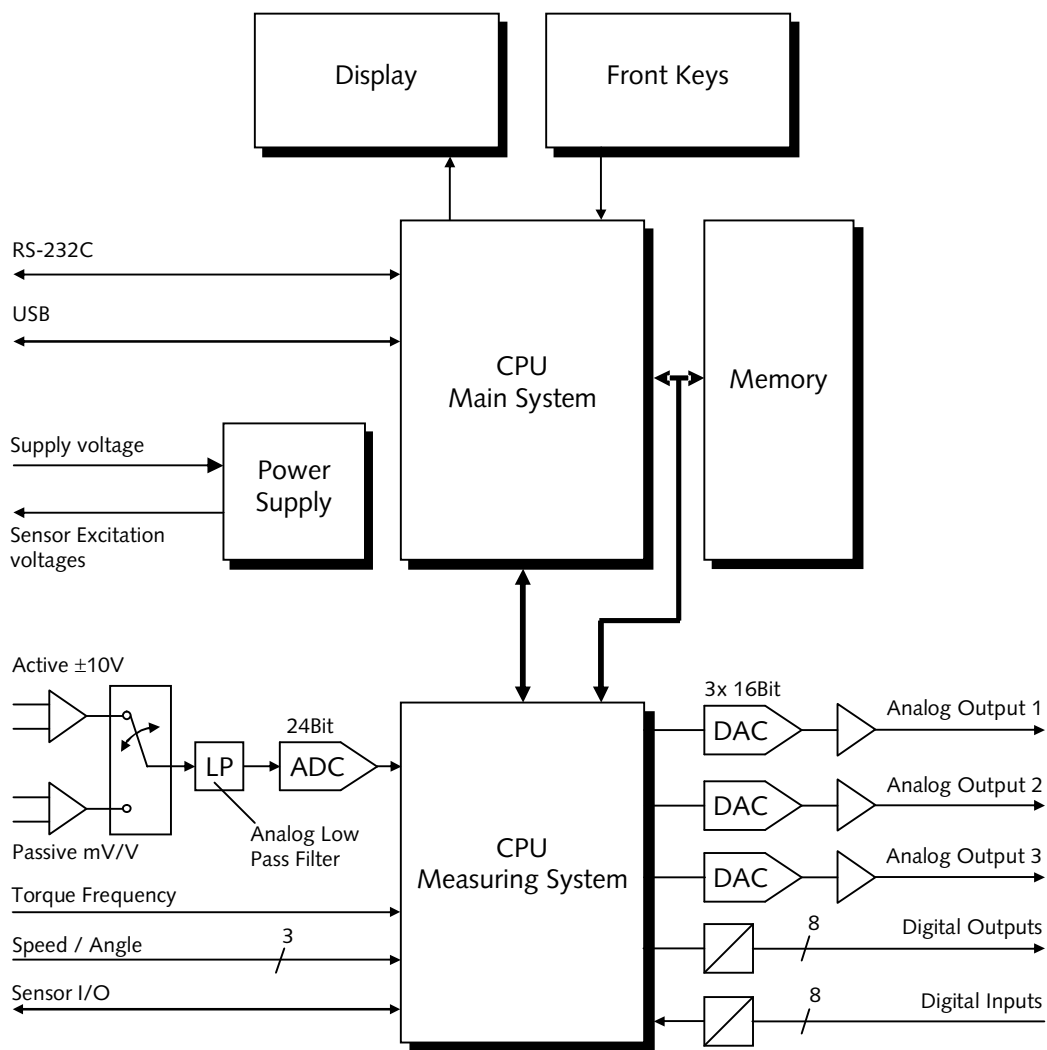 Display
Front Keys
RS-232C
USB
CPU
Main System
Memory
Supply voltage
Power
Supply
Sensor Excitation
voltages
Active ±10V
24Bit
LP
ADC
Analog Low
Pass Filter
Passive mV/V
Torque Frequency
Speed / Angle
3
Sensor I/O
CPU
Measuring System
3x 16Bit
DAC
Analog Output 1
DAC
Analog Output 2
DAC
Analog Output 3
8
Digital Outputs
8
Digital Inputs